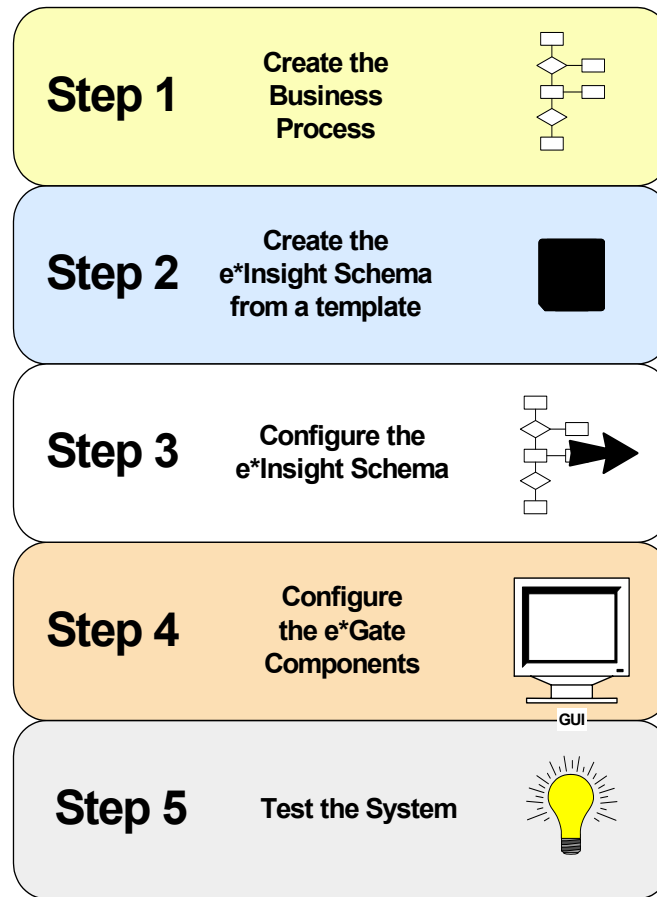 Step 1
Create the
Business
Process
Step 2
Create the
e*Insight Schema
from a template
Step 3
Configure the
e*Insight Schema
Step 4
Configure
the e*Gate
Components
GUI
Step 5
Test the System